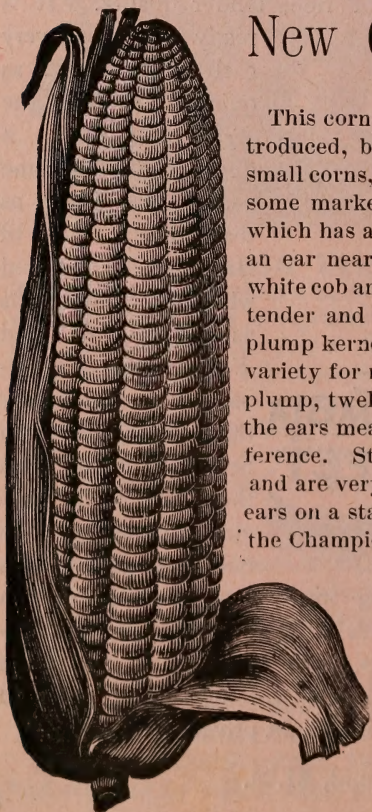 New
This corn
troduced, b
small corns,
some marke
which has a
an ear near
white cob an
tender and
plump kerne
variety for m
plump, twel
the ears mea
ference. St
and are very
ears on a sta
the Champi